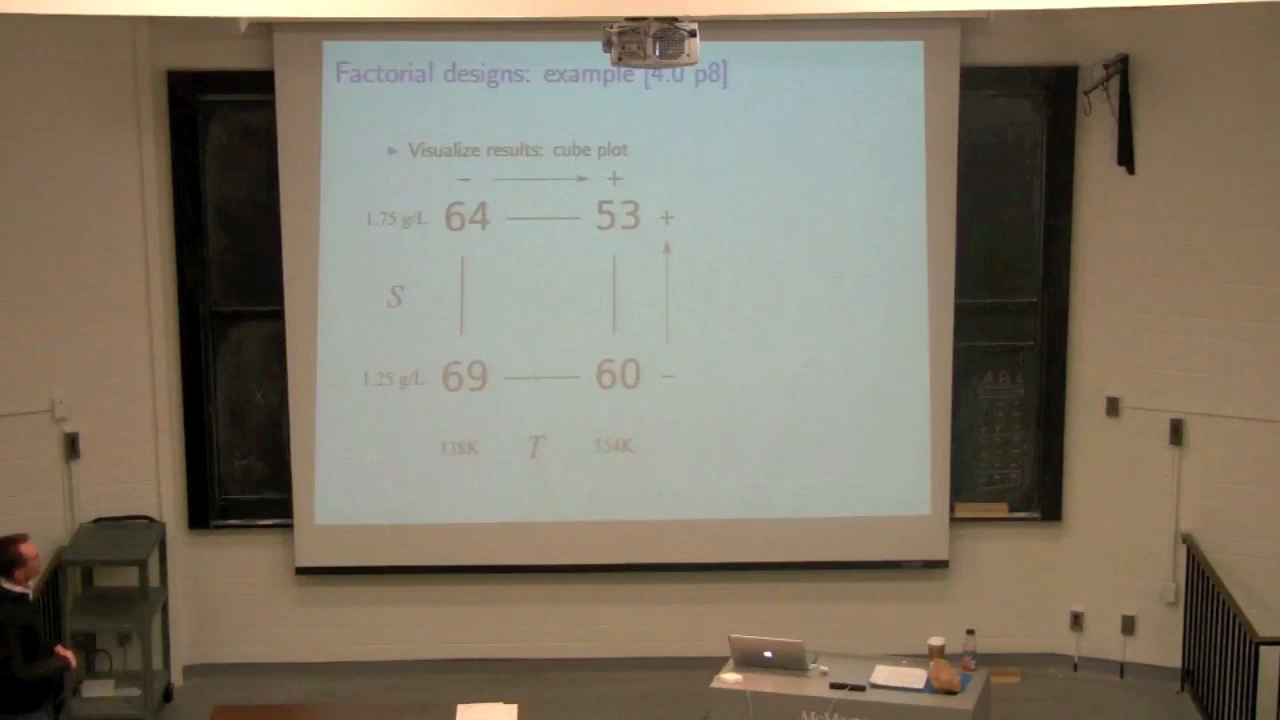 Factorial designs: example [4.0 p8]
► Visualize results: cube plot
− +
1.75 g/L 64 53 +
S
1.25 g/L 69 60 −
338K T 354K
A B C